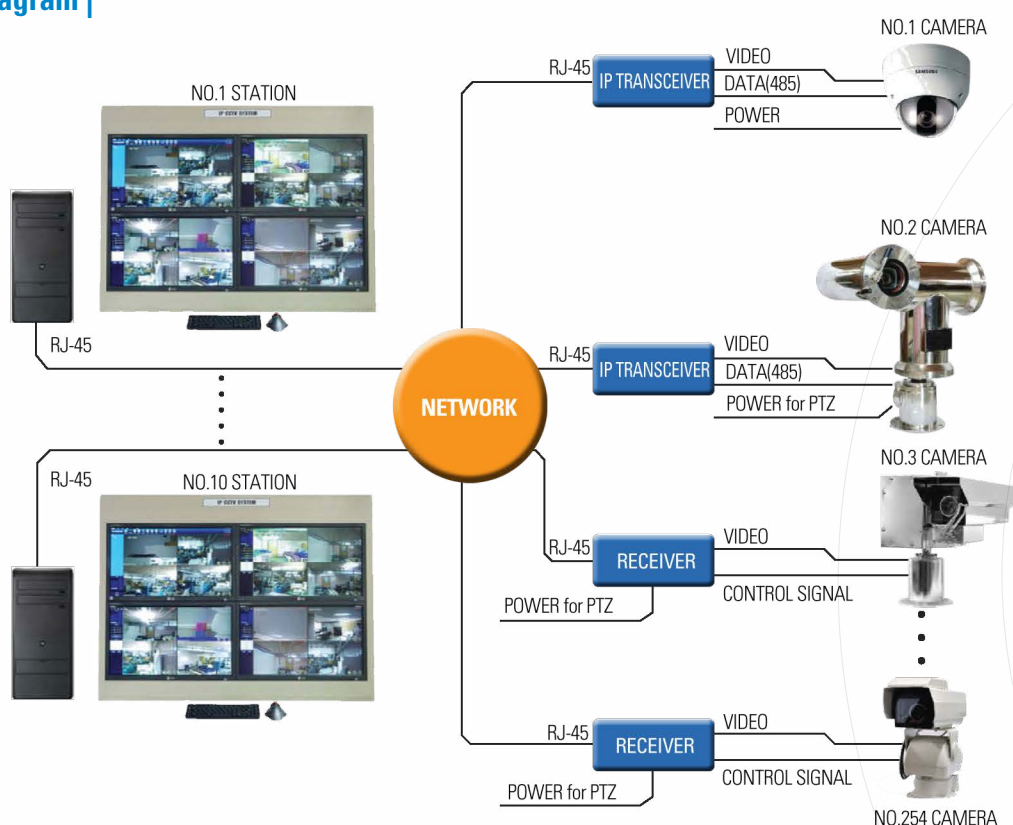 agram |
NO.1 CAMERA
RJ-45
IP TRANSCEIVER
VIDEO
DATA(485)
POWER
SAMSUNG
NO.1 STATION
IP CCTV SYSTEM
RJ-45
NO.2 CAMERA
RJ-45
IP TRANSCEIVER
VIDEO
DATA(485)
POWER for PTZ
NETWORK
RJ-45
NO.10 STATION
IP CCTV SYSTEM
NO.3 CAMERA
RJ-45
RECEIVER
VIDEO
CONTROL SIGNAL
POWER for PTZ
RJ-45
RECEIVER
VIDEO
CONTROL SIGNAL
POWER for PTZ
NO.254 CAMERA